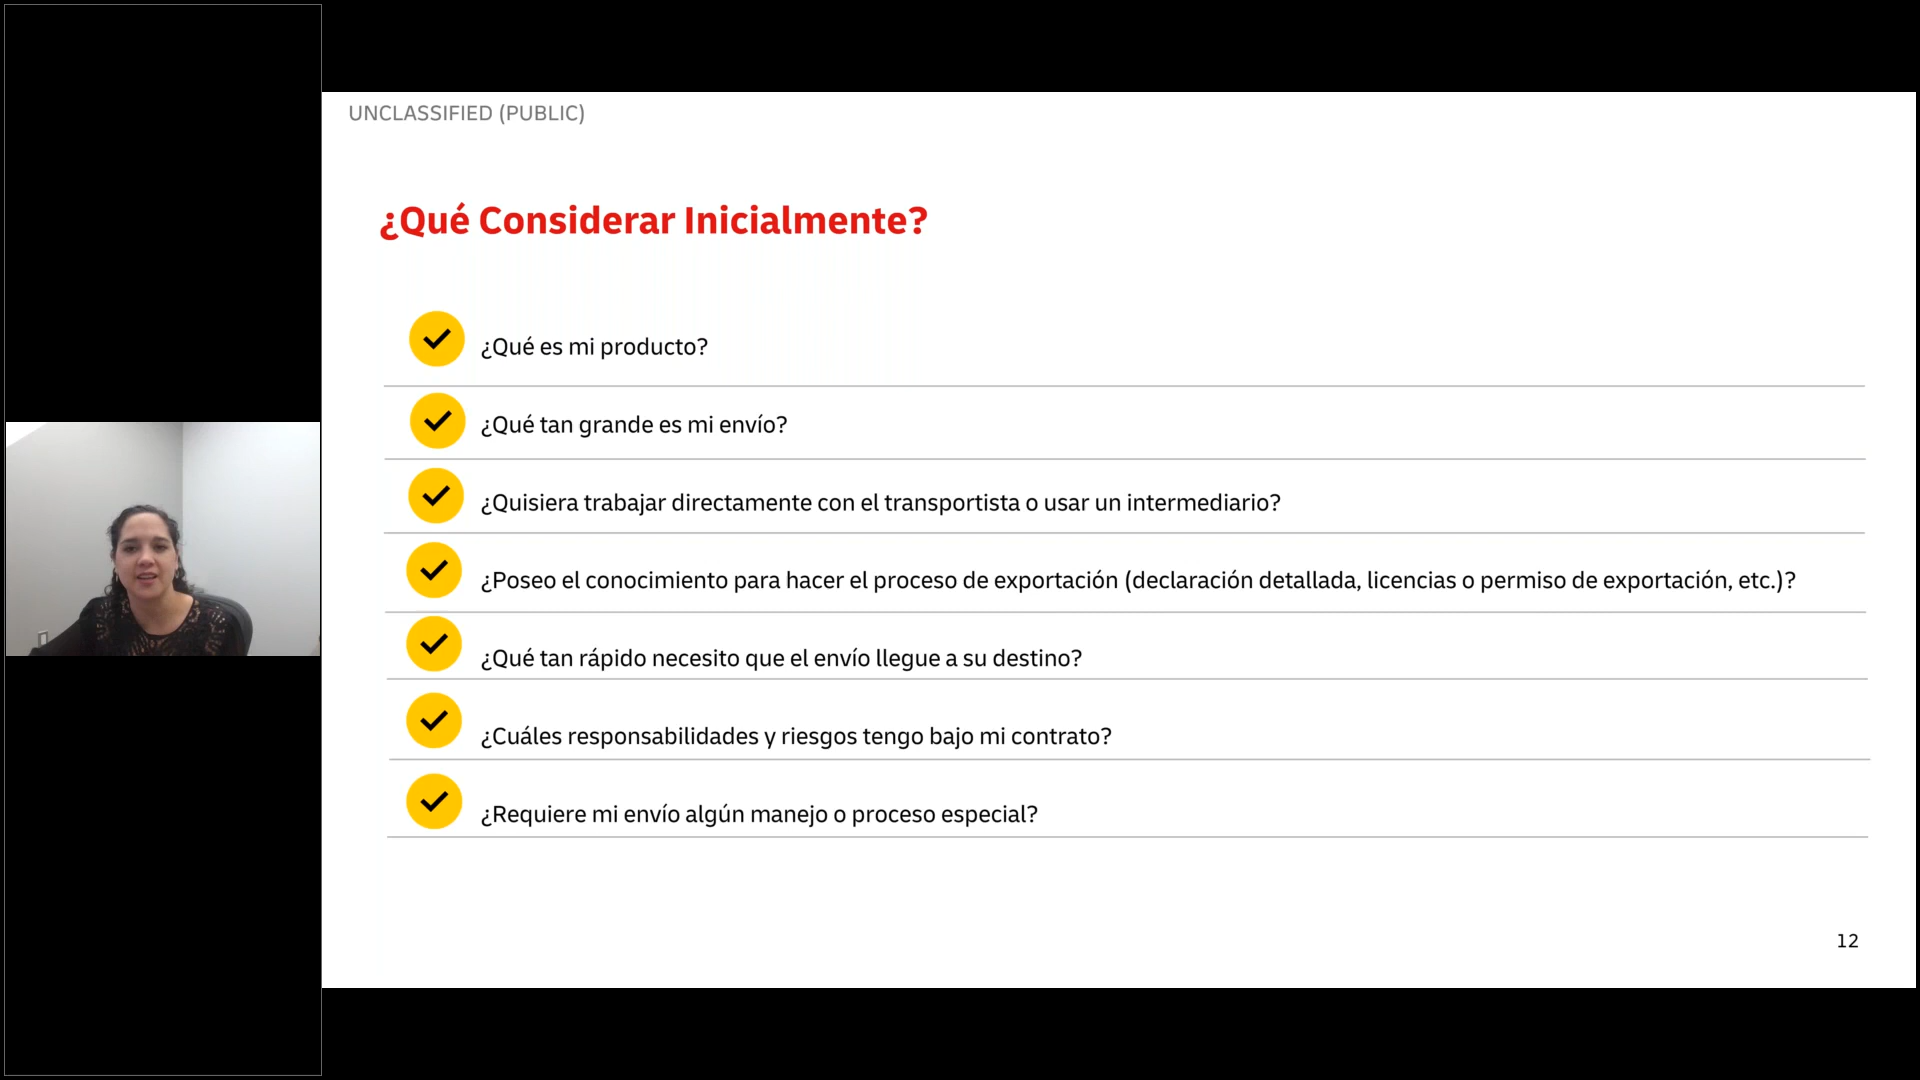 UNCLASSIFIED (PUBLIC)
¿Qué Considerar Inicialmente?
¿Qué es mi producto?
¿Qué tan grande es mi envío?
¿Quisiera trabajar directamente con el transportista o usar un intermediario?
¿Poseo el conocimiento para hacer el proceso de exportación (declaración detallada, licencias o permiso de exportación, etc.)?
¿Qué tan rápido necesito que el envío llegue a su destino?
¿Cuáles responsabilidades y riesgos tengo bajo mi contrato?
¿Requiere mi envío algún manejo o proceso especial?
12